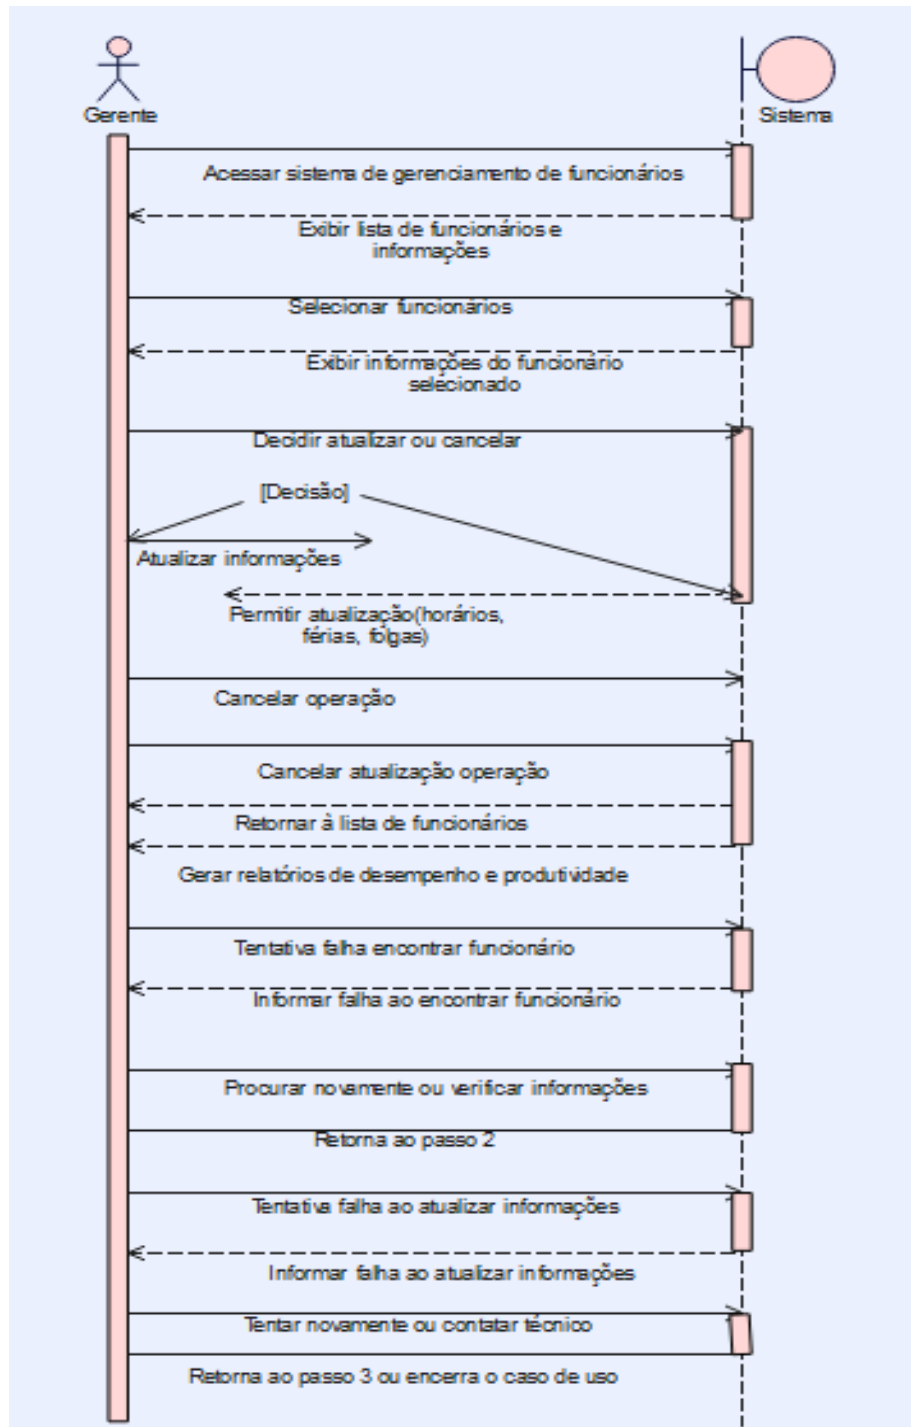 Gerente
Sistema
Acessar sistema de gerenciamento de funcionários
Exibir lista de funcionários e
informações
Selecionar funcionários
Exibir informações do funcionário
selecionado
Decidir atualizar ou cancelar
[Decisão]
Atualizar informações
Permitir atualização(horários,
férias, folgas)
Cancelar operação
Cancelar atualização operação
Retornar à lista de funcionários
Gerar relatórios de desempenho e produtividade
Tentativa falha encontrar funcionário
Informar falha ao encontrar funcionário
Procurar novamente ou verificar informações
Retorna ao passo 2
Tentativa falha ao atualizar informações
Informar falha ao atualizar informações
Tentar novamente ou contatar técnico
Retorna ao passo 3 ou encerra o caso de uso